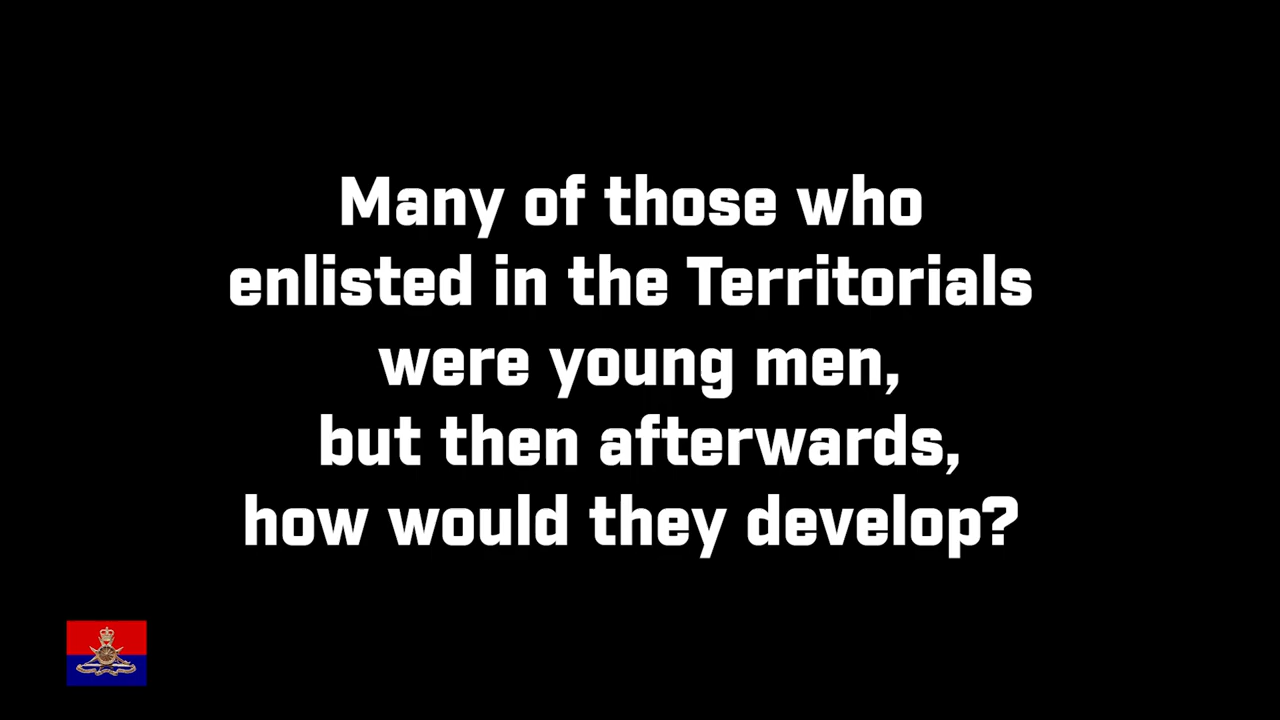 Many of those who
enlisted in the Territorials
were young men,
but then afterwards,
how would they develop?